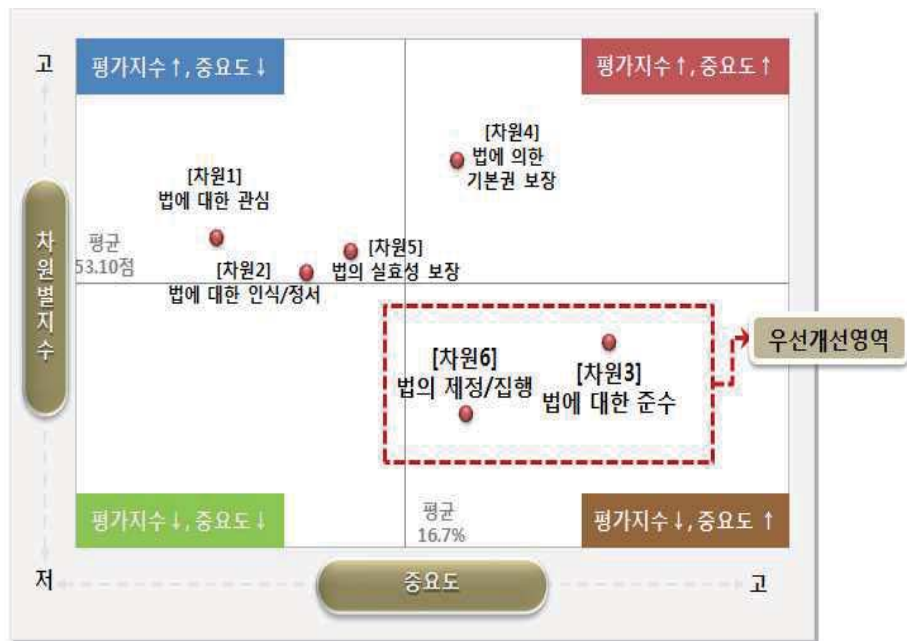 고
평가지수↑, 중요도↓
평가지수↑, 중요도↑
[차원4]
법에 의한
기본권 보장
[차원1]
법에 대한 관심
차원별지수
평균
53.10점
[차원5]
법의 실효성 보장
[차원2]
법에 대한 인식/정서
우선개선영역
[차원6]
법의 제정/집행
[차원3]
법에 대한 준수
평가지수↓, 중요도↓
평균
16.7%
평가지수↓, 중요도 ↑
저
중요도
고